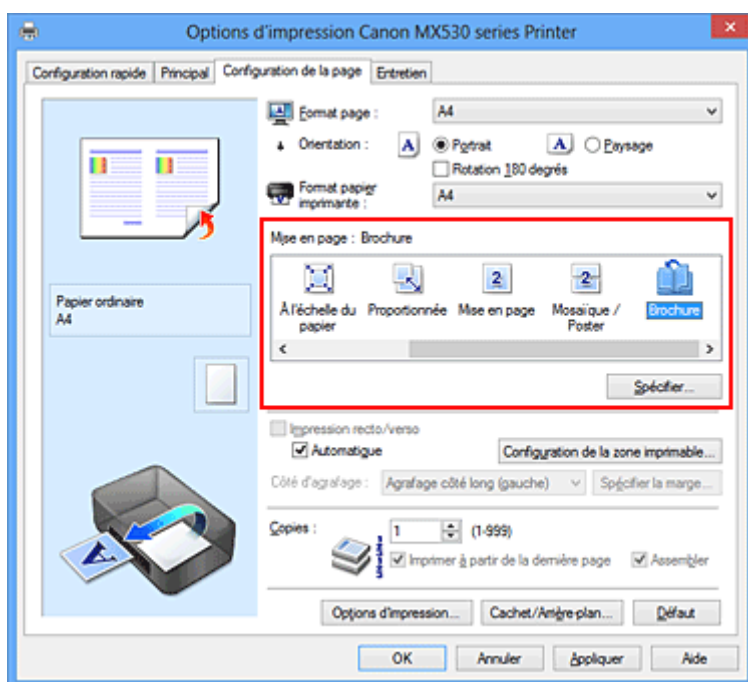 Options d'impression Canon MX530 series Printer
Configuration rapide Principal Configuration de la page Entretien
Format page : A4
Orientation : A Portrait A Paysage
Rotation 180 degrés
Format papier
imprimante : A4
Mise en page : Brochure
2 2
À l'échelle du
papier Proportionnée Mise en page Mosaïque /
Poster Brochure
Spécifier...
Papier ordinaire
A4
Impression recto/verso
Automatique Configuration de la zone imprimable...
Côté d'agrafage : Agrafage côté long (gauche) Spécifier la marge...
Copies : 1 (1-999)
Imprimer à partir de la dernière page Assembler
A
Options d'impression... Cachet/Arrière-plan... Défaut
OK Annuler Appliquer Aide